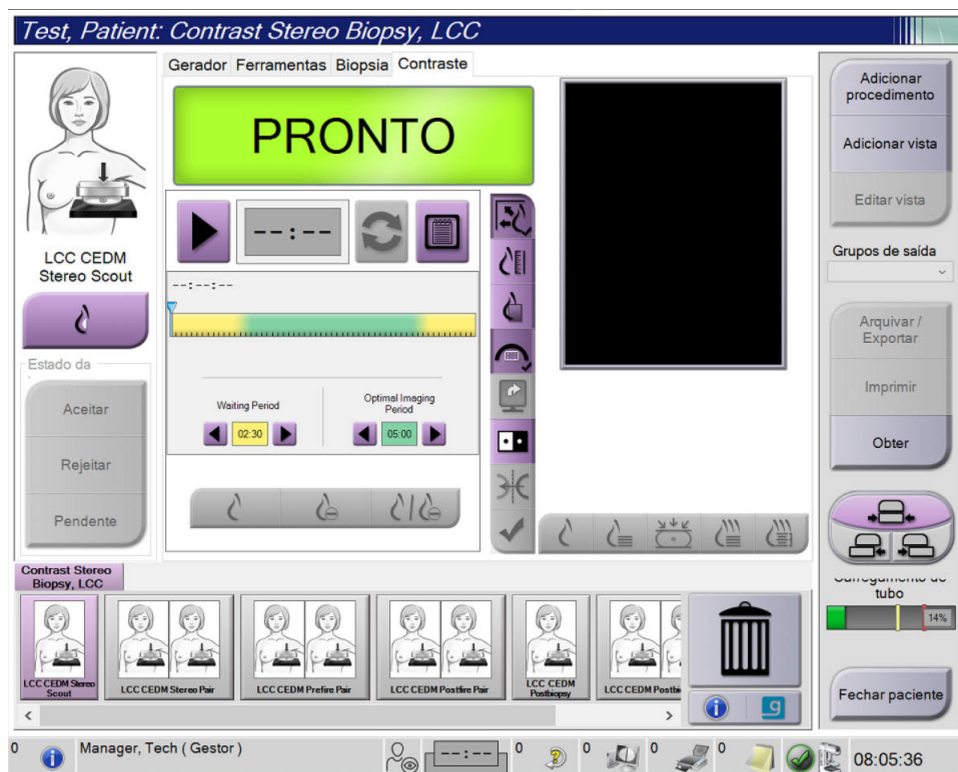 Test, Patient: Contrast Stereo Biopsy, LCC
Gerador Ferramentas Biopsia Contraste
PRONTO
--:--
--:--:--
Waiting Period
02:30
Optimal Imaging
Period
05:00
LCC CEDM
Stereo Scout
Estado da
Aceitar
Rejeitar
Pendente
Adicionar
procedimento
Adicionar vista
Editar vista
Grupos de saída
Arquivar /
Exportar
Imprimir
Obter
Carregamento de
tubo
14%
Fechar paciente
Contrast Stereo
Biopsy, LCC
LCC CEDM Stereo
Scout
LCC CEDM Stereo Pair
LCC CEDM Prefire Pair
LCC CEDM Postfire Pair
LCC CEDM
Postbiopsy
LCC CEDM Postbi
0
Manager, Tech ( Gestor )
--:--
0
0
0
0
08:05:36